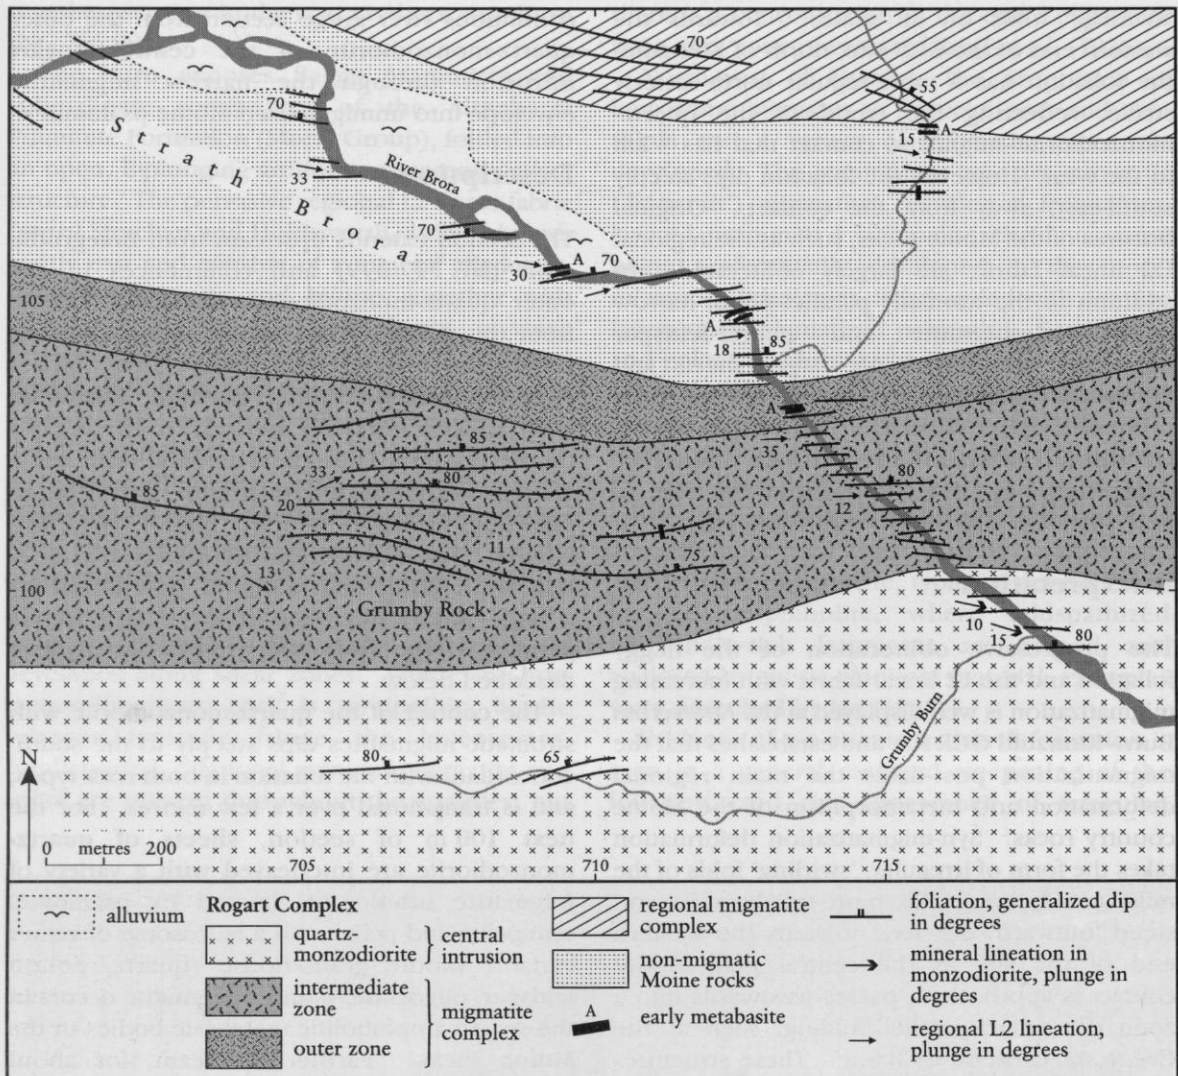 70
55
A
15
70
Strath Brora
River Brora
33
70
A
70
30
105
A
18
85
A
85
33
80
35
80
85
20
12
11
75
13
100
Grumby Rock
10
15
80
Grumby Burn
80
65
N
0 metres 200
705
710
715
alluvium
Rogart Complex
quartz-
monzodiorite
central
intrusion
intermediate
zone
outer zone
migmatite
complex
regional migmatite
complex
non-migmatic
Moine rocks
A
early metabasite
foliation, generalized dip
in degrees
mineral lineation in
monzodiorite, plunge in
degrees
regional L2 lineation,
plunge in degrees